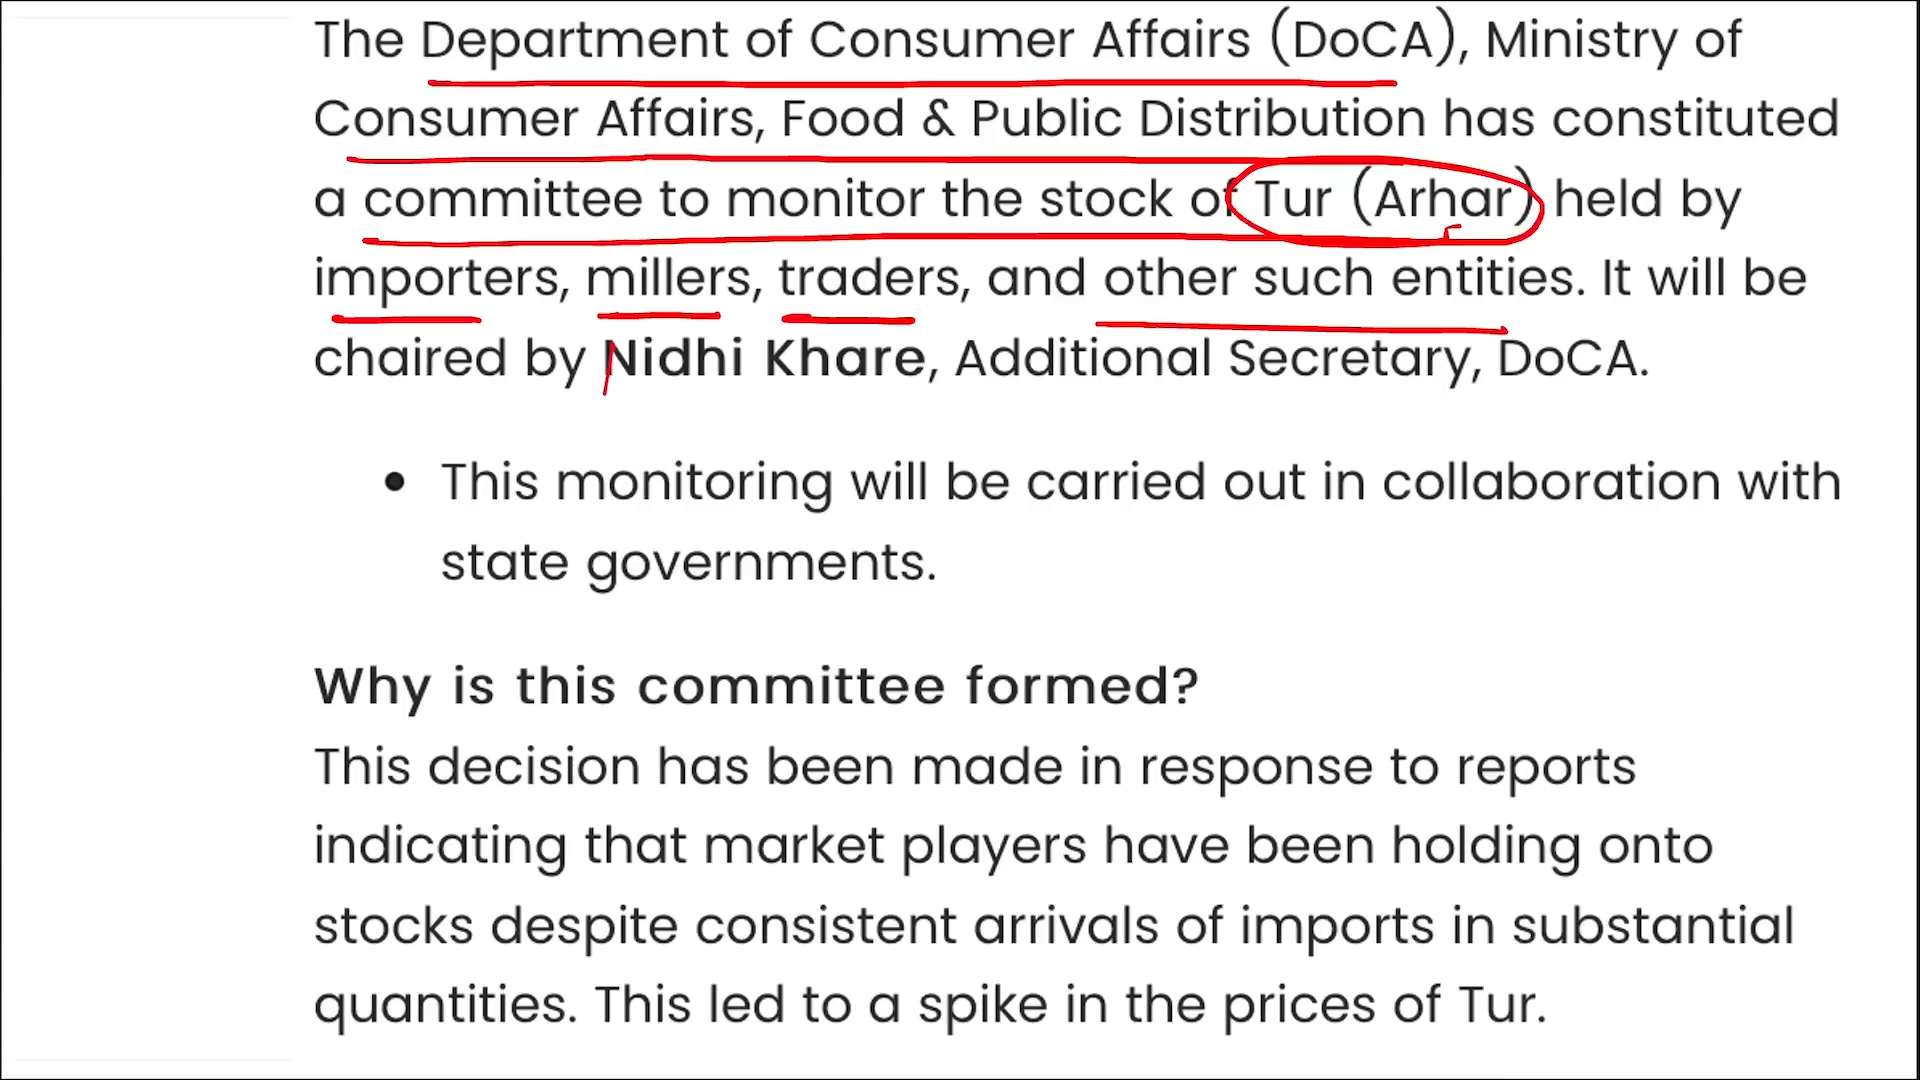 The Department of Consumer Affairs (DoCA), Ministry of
Consumer Affairs, Food & Public Distribution has constituted
a committee to monitor the stock of Tur (Arhar) held by
importers, millers, traders, and other such entities. It will be
chaired by Nidhi Khare, Additional Secretary, DoCA.
• This monitoring will be carried out in collaboration with
state governments.
Why is this committee formed?
This decision has been made in response to reports
indicating that market players have been holding onto
stocks despite consistent arrivals of imports in substantial
quantities. This led to a spike in the prices of Tur.